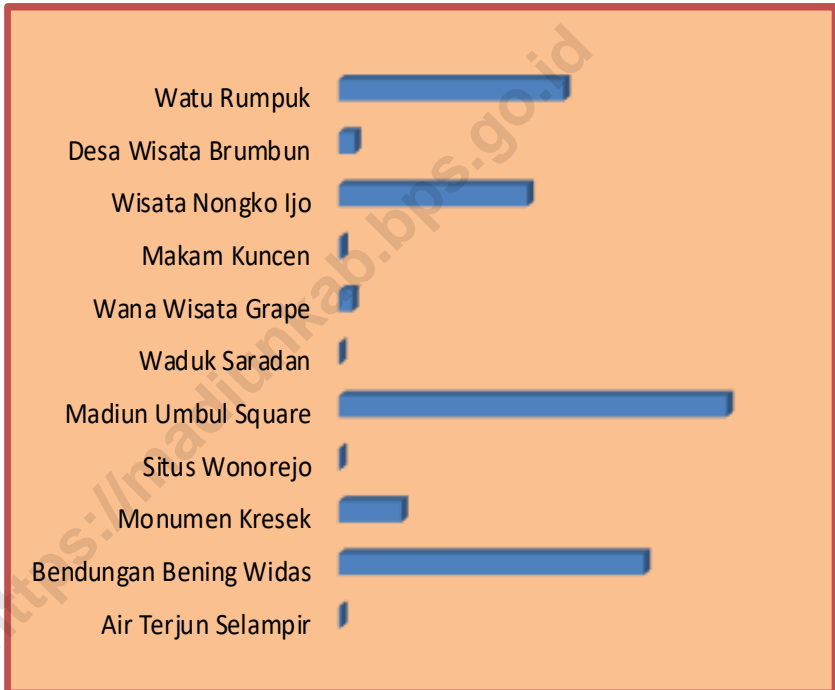 Watu Rumpuk
Desa Wisata Brumbun
Wisata Nongko Ijo
Makam Kuncen
Wana Wisata Grape
Waduk Saradan
Madiun Umbul Square
Situs Wonorejo
Monumen Kresek
Bendungan Bening Widas
Air Terjun Selampir
https://madiunkab.bps.go.id